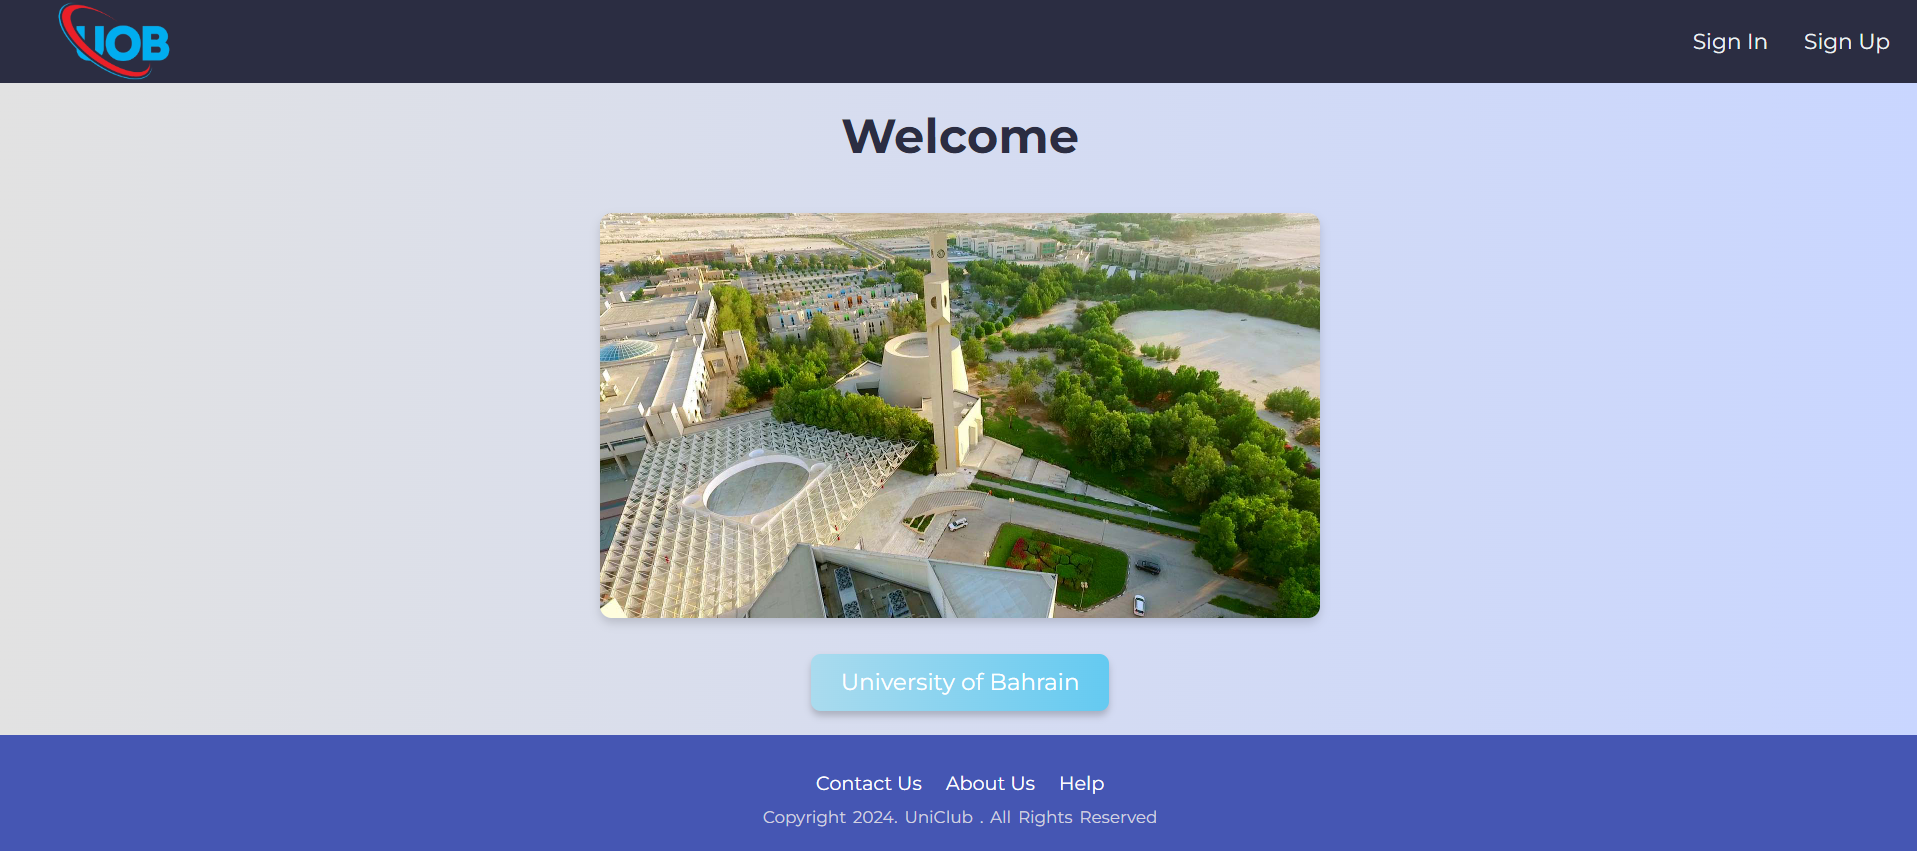 UOB
Sign In Sign Up
Welcome
University of Bahrain
Contact Us About Us Help
Copyright 2024. UniClub . All Rights Reserved